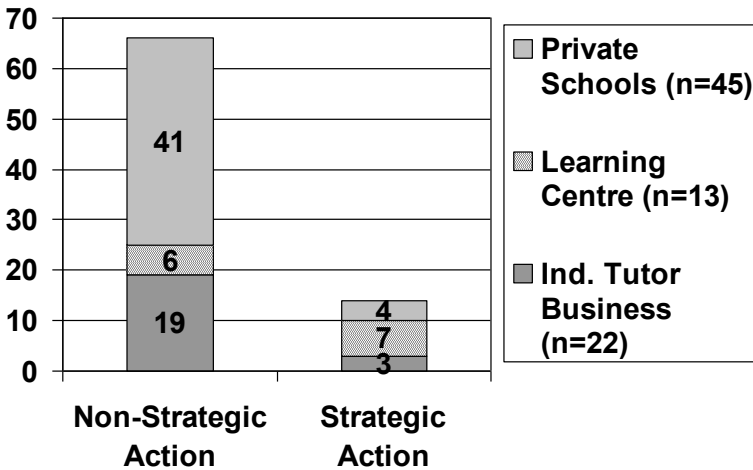 70
60
50
40
30
20
10
0
41
6
19
4
7
3
Non-Strategic
Action
Strategic
Action
Private
Schools (n=45)
Learning
Centre (n=13)
Ind. Tutor
Business
(n=22)